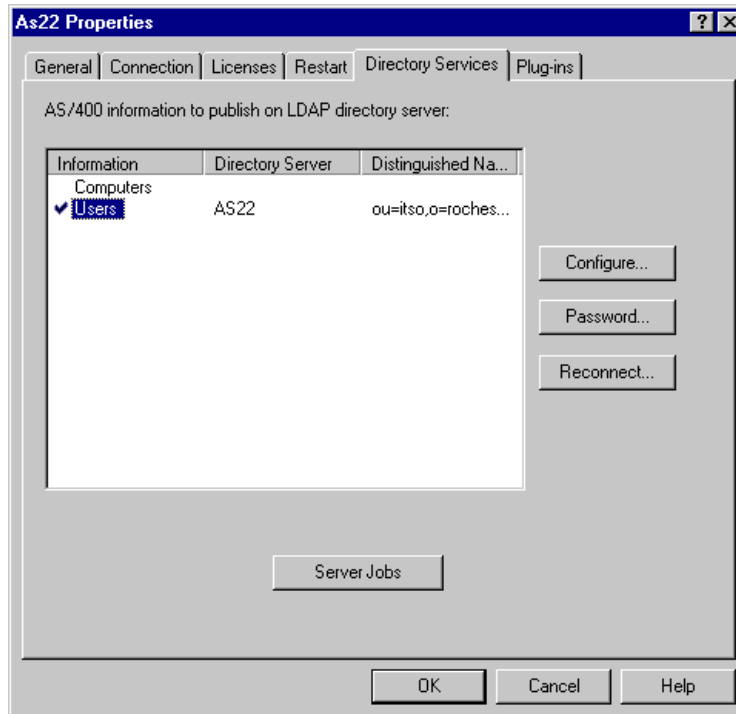 As22 Properties
General Connection Licenses Restart Directory Services Plug-ins
AS/400 information to publish on LDAP directory server:
Information Directory Server Distinguished Na...
Computers
Users AS22 ou=itso,o=roches...
Configure...
Password...
Reconnect...
Server Jobs
OK Cancel Help